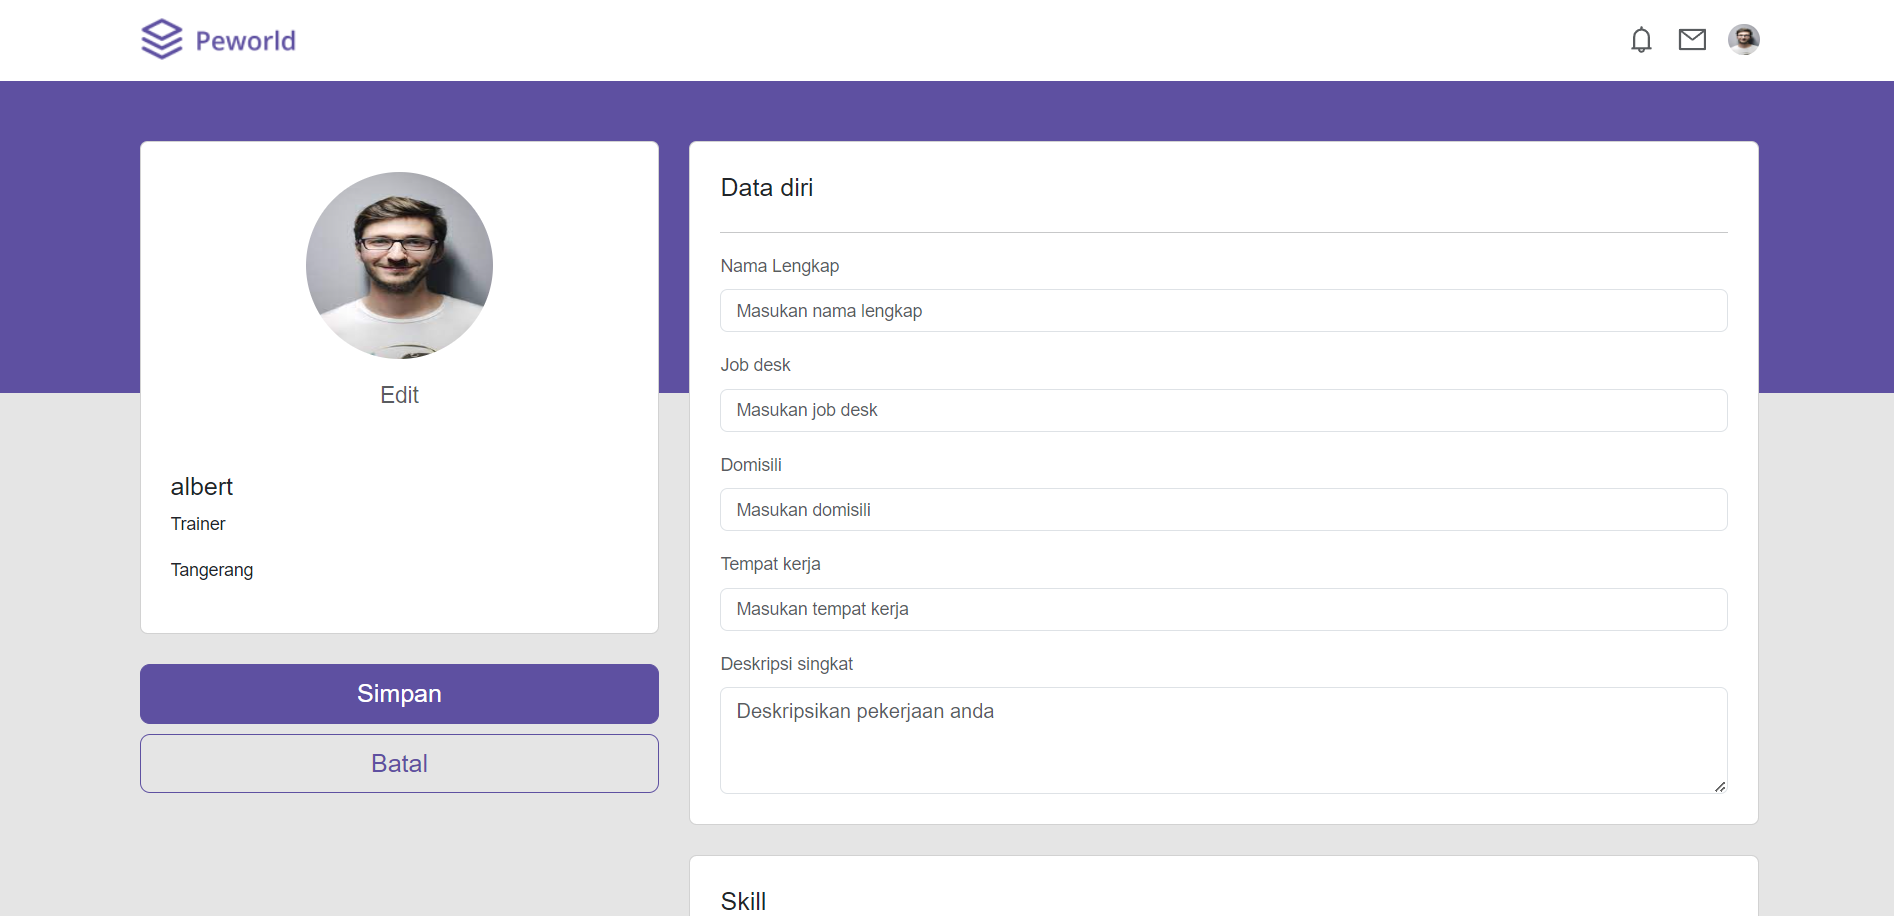 Peworld
Edit
albert
Trainer
Tangerang
Simpan
Batal
Data diri
Nama Lengkap
Masukan nama lengkap
Job desk
Masukan job desk
Domisili
Masukan domisili
Tempat kerja
Masukan tempat kerja
Deskripsi singkat
Deskripsikan pekerjaan anda
Skill